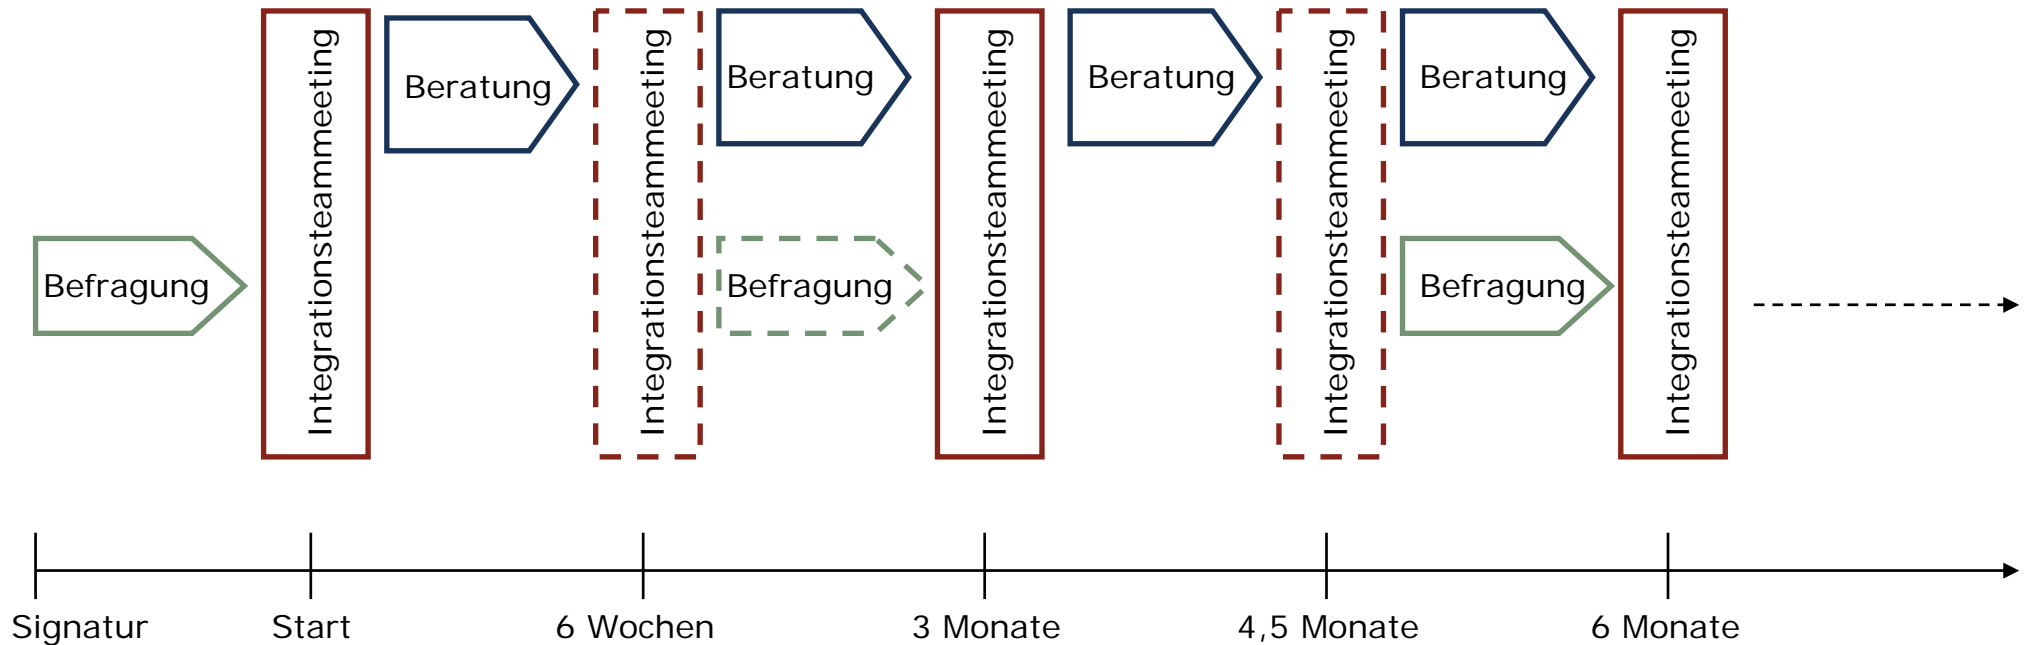 Integrationsteammeeting
Beratung
Integrationsteammeeting
Beratung
Integrationsteammeeting
Beratung
Integrationsteammeeting
Beratung
Integrationsteammeeting
Befragung
Befragung
Befragung
Signatur
Start
6 Wochen
3 Monate
4,5 Monate
6 Monate